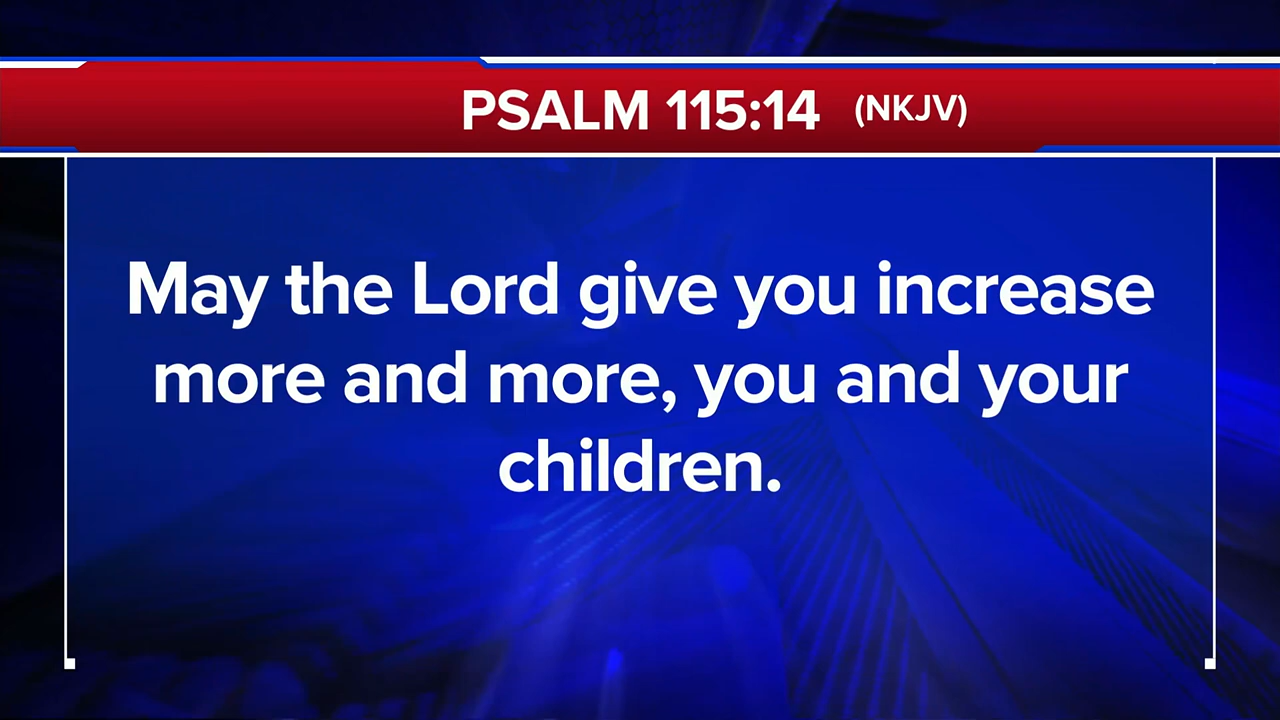 PSALM 115:14 (NKJV)
May the Lord give you increase
more and more, you and your
children.